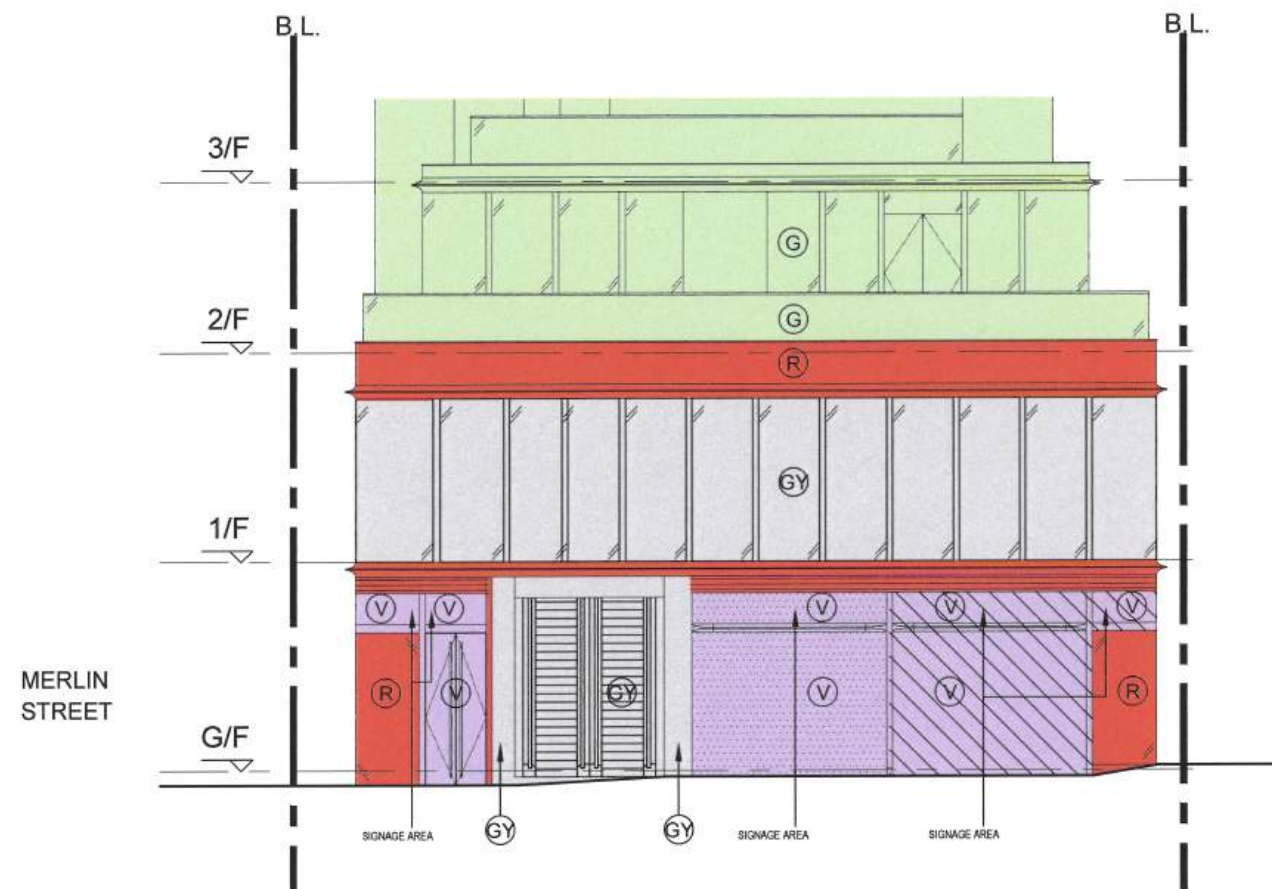 B.L. B.L.
3/F
G
2/F
G
R
GY
1/F
V V V V V
MERLIN
STREET
R V GY V V R
G/F
SIGNAGE AREA GY GY SIGNAGE AREA SIGNAGE AREA